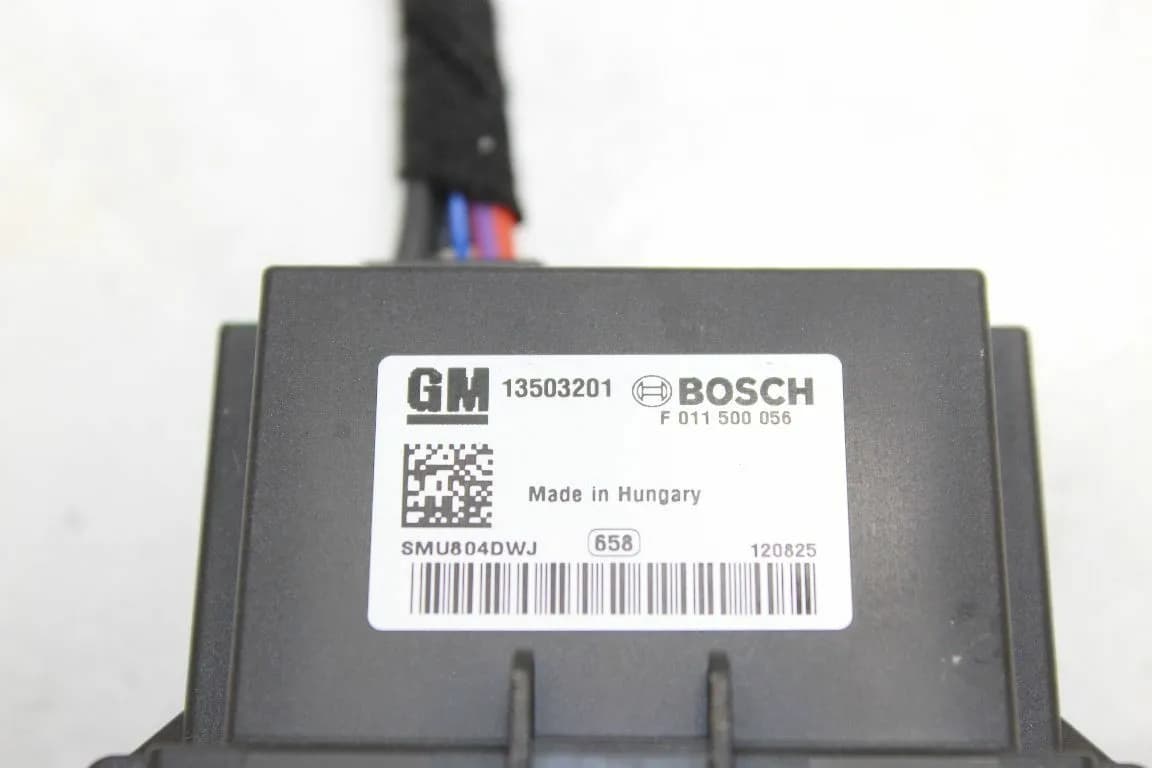 GM 13503201 BOSCH
F 011 500 056
Made in Hungary
SMU804DWJ 658 120825